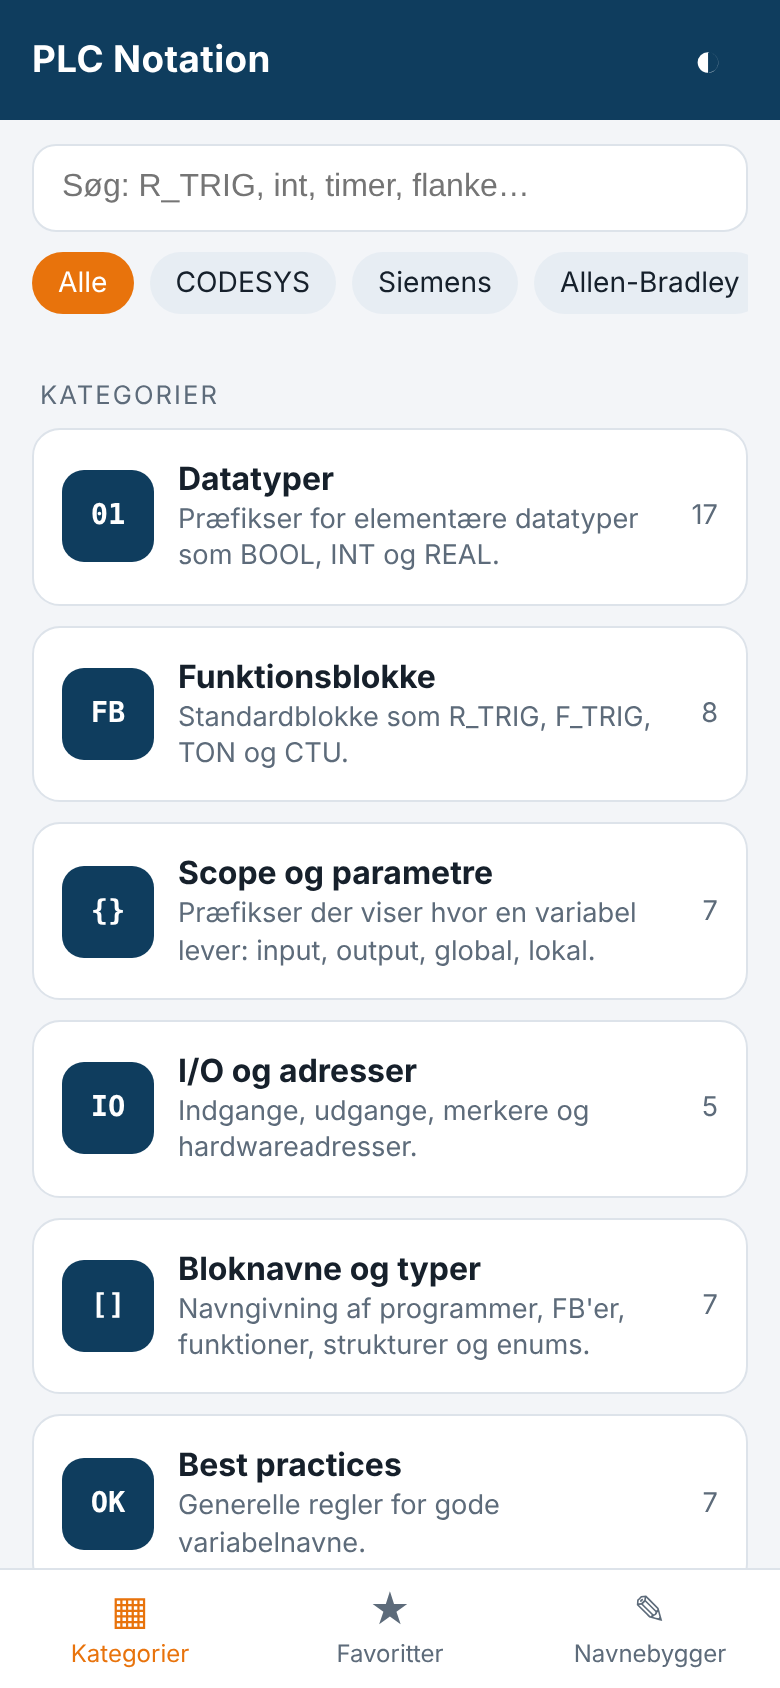 PLC Notation
Søg: R_TRIG, int, timer, flanke…
Alle CODESYS Siemens Allen-Bradley
KATEGORIER
01
Datatyper
Præfikser for elementære datatyper
som BOOL, INT og REAL.
17
FB
Funktionsblokke
Standardblokke som R_TRIG, F_TRIG,
TON og CTU.
8
{}
Scope og parametre
Præfikser der viser hvor en variabel
lever: input, output, global, lokal.
7
IO
I/O og adresser
Indgange, udgange, merkere og
hardwareadresser.
5
[]
Bloknavne og typer
Navngivning af programmer, FB'er,
funktioner, strukturer og enums.
7
OK
Best practices
Generelle regler for gode
variabelnavne.
7
Kategorier Favoritter Navnebygger